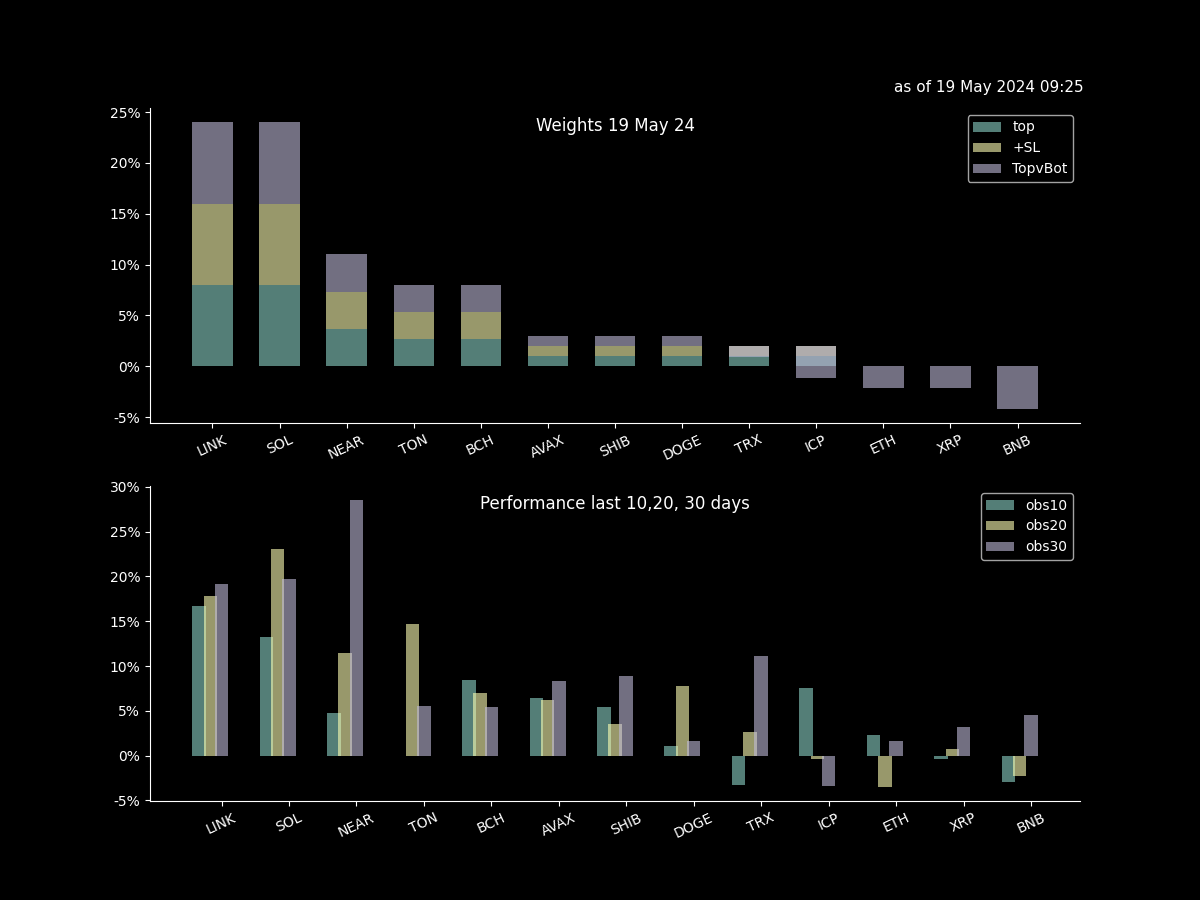 as of 19 May 2024 09:25
Weights 19 May 24
top
+SL
TopvBot
25%
20%
15%
10%
5%
0%
-5%
LINK SOL NEAR TON BCH AVAX SHIB DOGE TRX ICP ETH XRP BNB
Performance last 10,20, 30 days
obs10
obs20
obs30
30%
25%
20%
15%
10%
5%
0%
-5%
LINK SOL NEAR TON BCH AVAX SHIB DOGE TRX ICP ETH XRP BNB